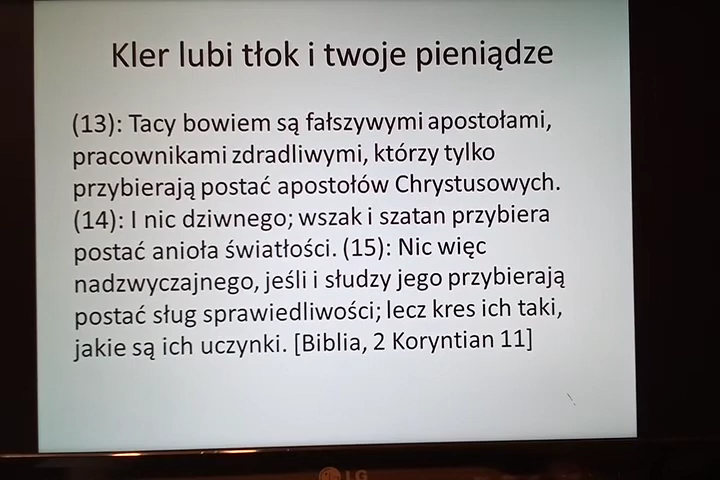 Kler lubi tłok i twoje pieniądze
(13): Tacy bowiem są fałszywymi apostołami,
pracownikami zdradliwymi, którzy tylko
przybierają postać apostołów Chrystusowych.
(14): I nic dziwnego; wszak i szatan przybiera
postać anioła światłości. (15): Nic więc
nadzwyczajnego, jeśli i słudzy jego przybierają
postać sług sprawiedliwości; lecz kres ich taki,
jakie są ich uczynki. [Biblia, 2 Koryntian 11]
LG